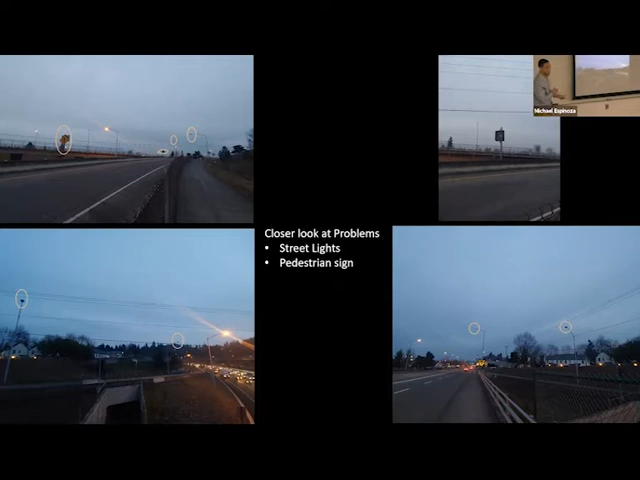 Michael Espinoza
Closer look at Problems
• Street Lights
• Pedestrian sign